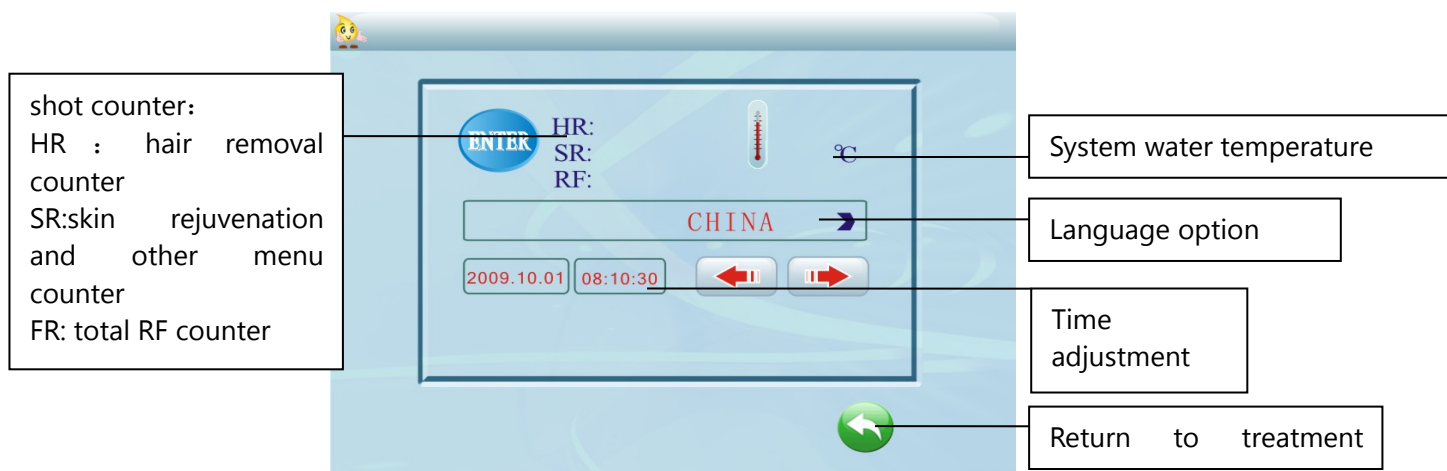 shot counter：
HR ： hair removal
counter
SR:skin rejuvenation
and other menu
counter
FR: total RF counter
ENTER
HR:
SR:
RF:
℃
CHINA
2009.10.01
08:10:30
System water temperature
Language option
Time
adjustment
Return to treatment